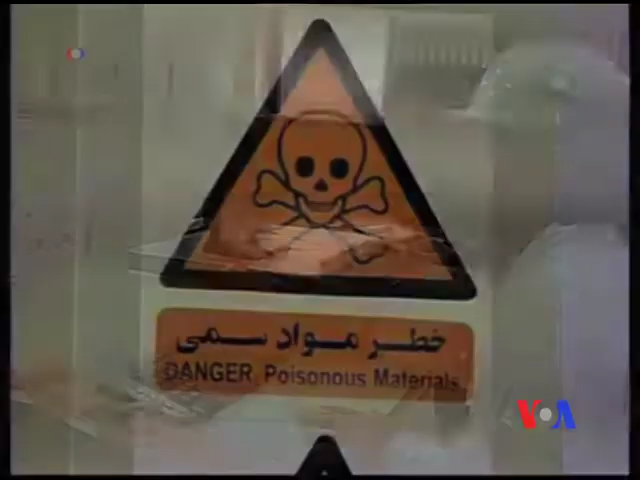 خطر مواد سمی
DANGER, Poisonous Materials
VOA